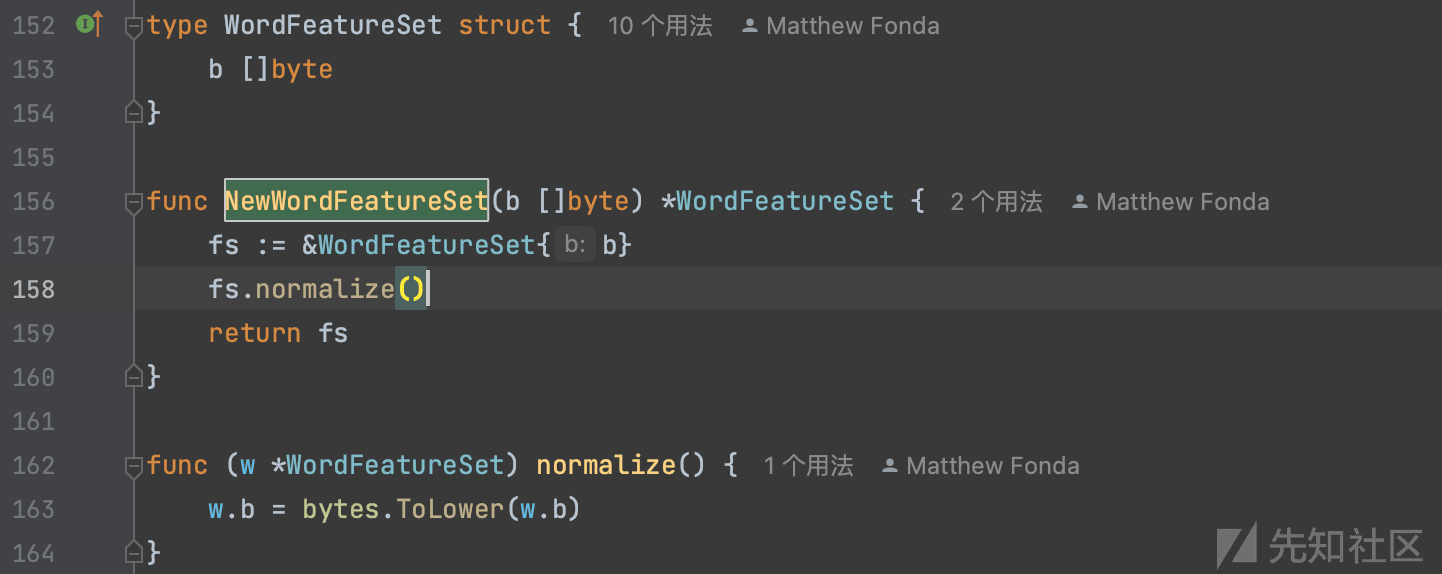 152 type WordFeatureSet struct { 10 个用法 Matthew Fonda
153 b []byte
154 }
155
156 func NewWordFeatureSet(b []byte) *WordFeatureSet { 2 个用法 Matthew Fonda
157 fs := &WordFeatureSet{ b: b}
158 fs.normalize()
159 return fs
160 }
161
162 func (w *WordFeatureSet) normalize() { 1 个用法 Matthew Fonda
163 w.b = bytes.ToLower(w.b)
164 }
先知社区